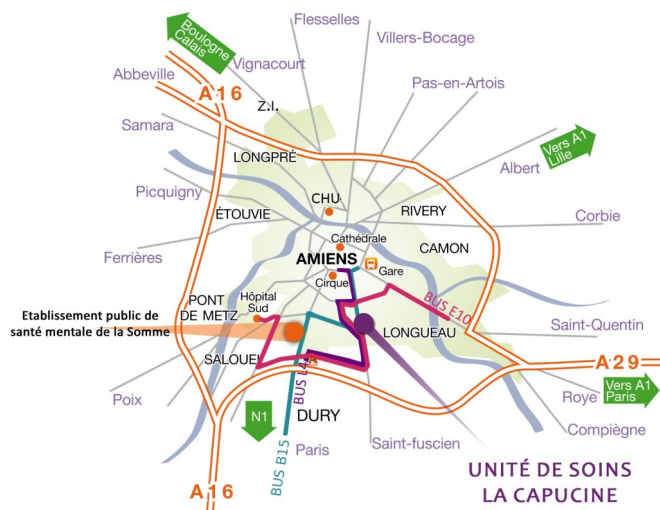 Flesselles
Boulogne
Calais
Villers-Bocage
Vignacourt
Abbeville
Pas-en-Artois
A16
Z.I.
Samara
Vers A1
Lille
LONGPRÉ
Albert
Picquigny
CHU
ÉTOUVIE
RIVERY
Corbie
Cathédrale
CAMON
Ferrières
AMIENS
Gare
Cirque
PONT
DE METZ
Hôpital
Sud
BUS E10
Etablissement public de
santé mentale de la Somme
LONGUEAU
Saint-Quentin
SALOUEL
BUS L4
A29
Poix
Vers A1
Paris
Roye
N1
DURY
Compiègne
Paris
Saint-fuscien
BUS B15
A16
UNITÉ DE SOINS
LA CAPUCINE